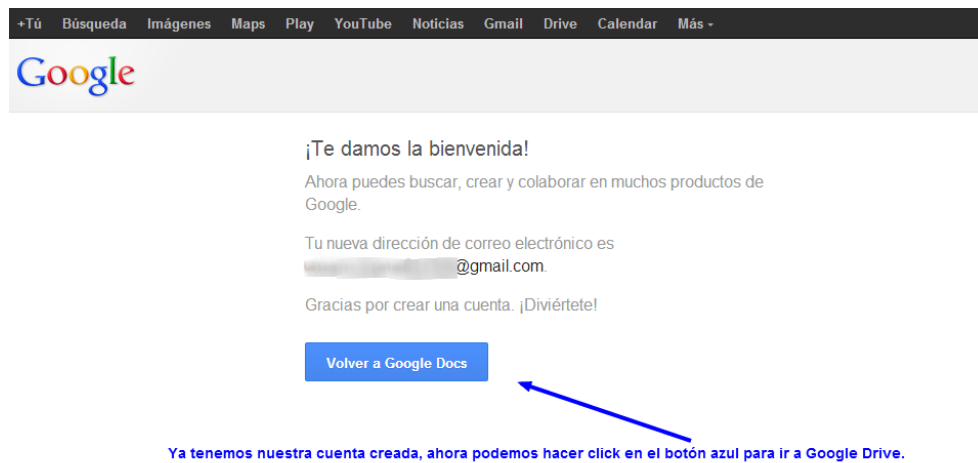 +Tú Búsqueda Imágenes Maps Play YouTube Noticias Gmail Drive Calendar Más
Google
¡Te damos la bienvenida!
Ahora puedes buscar, crear y colaborar en muchos productos de
Google.
Tu nueva dirección de correo electrónico es
@gmail.com.
Gracias por crear una cuenta. ¡Diviértete!
Volver a Google Docs
Ya tenemos nuestra cuenta creada, ahora podemos hacer click en el botón azul para ir a Google Drive.